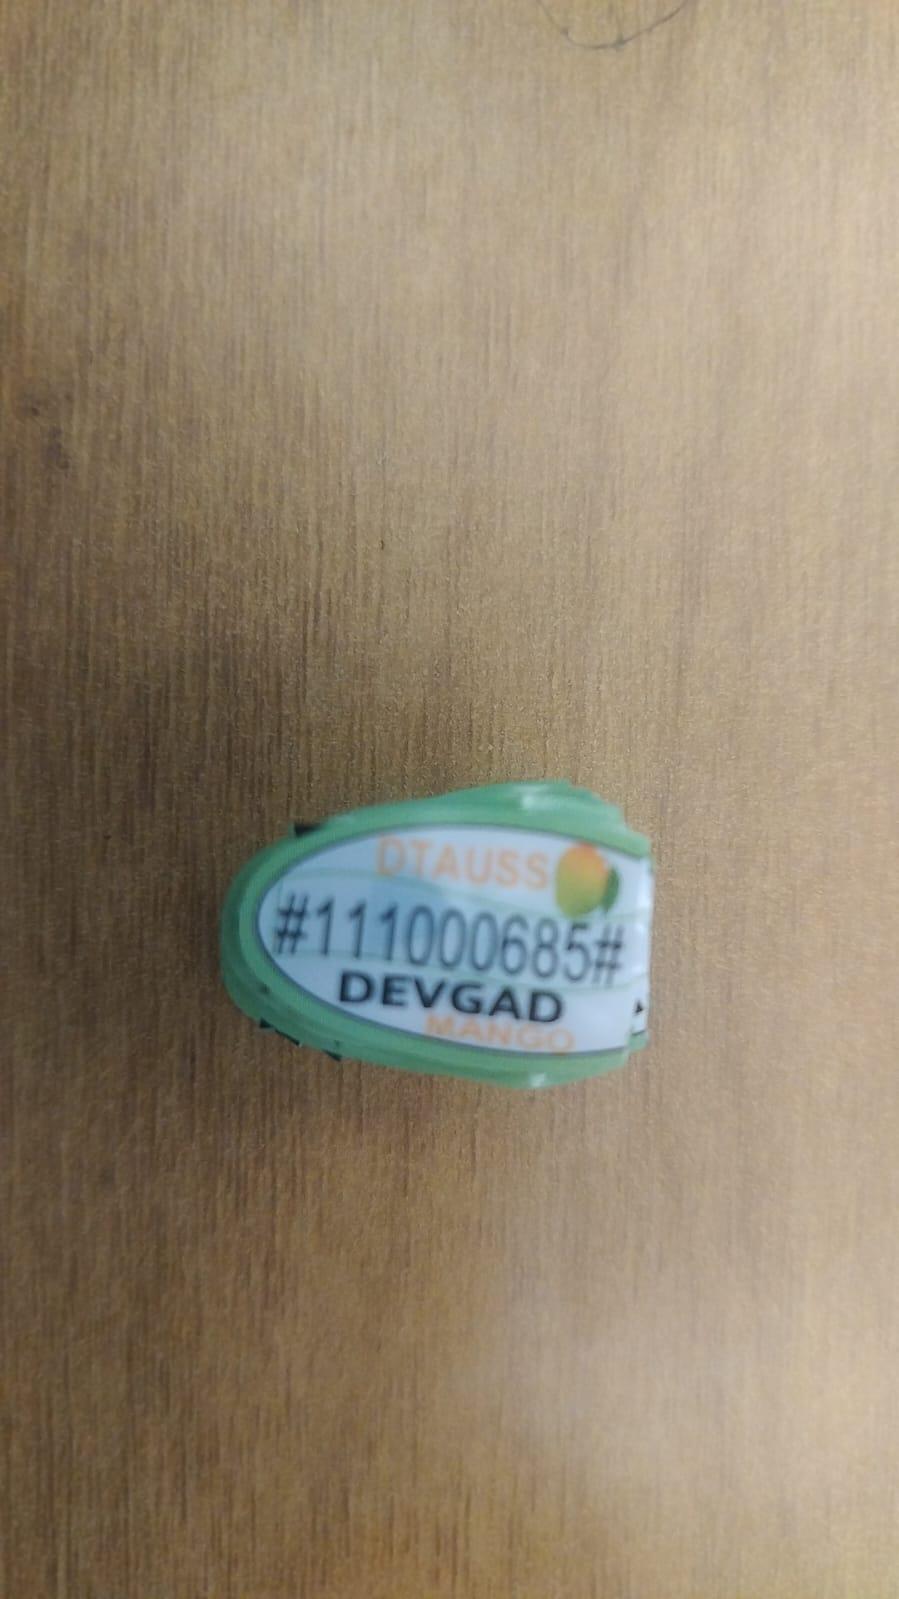 DTAUSS
#111000685#
DEVGAD
MANGO